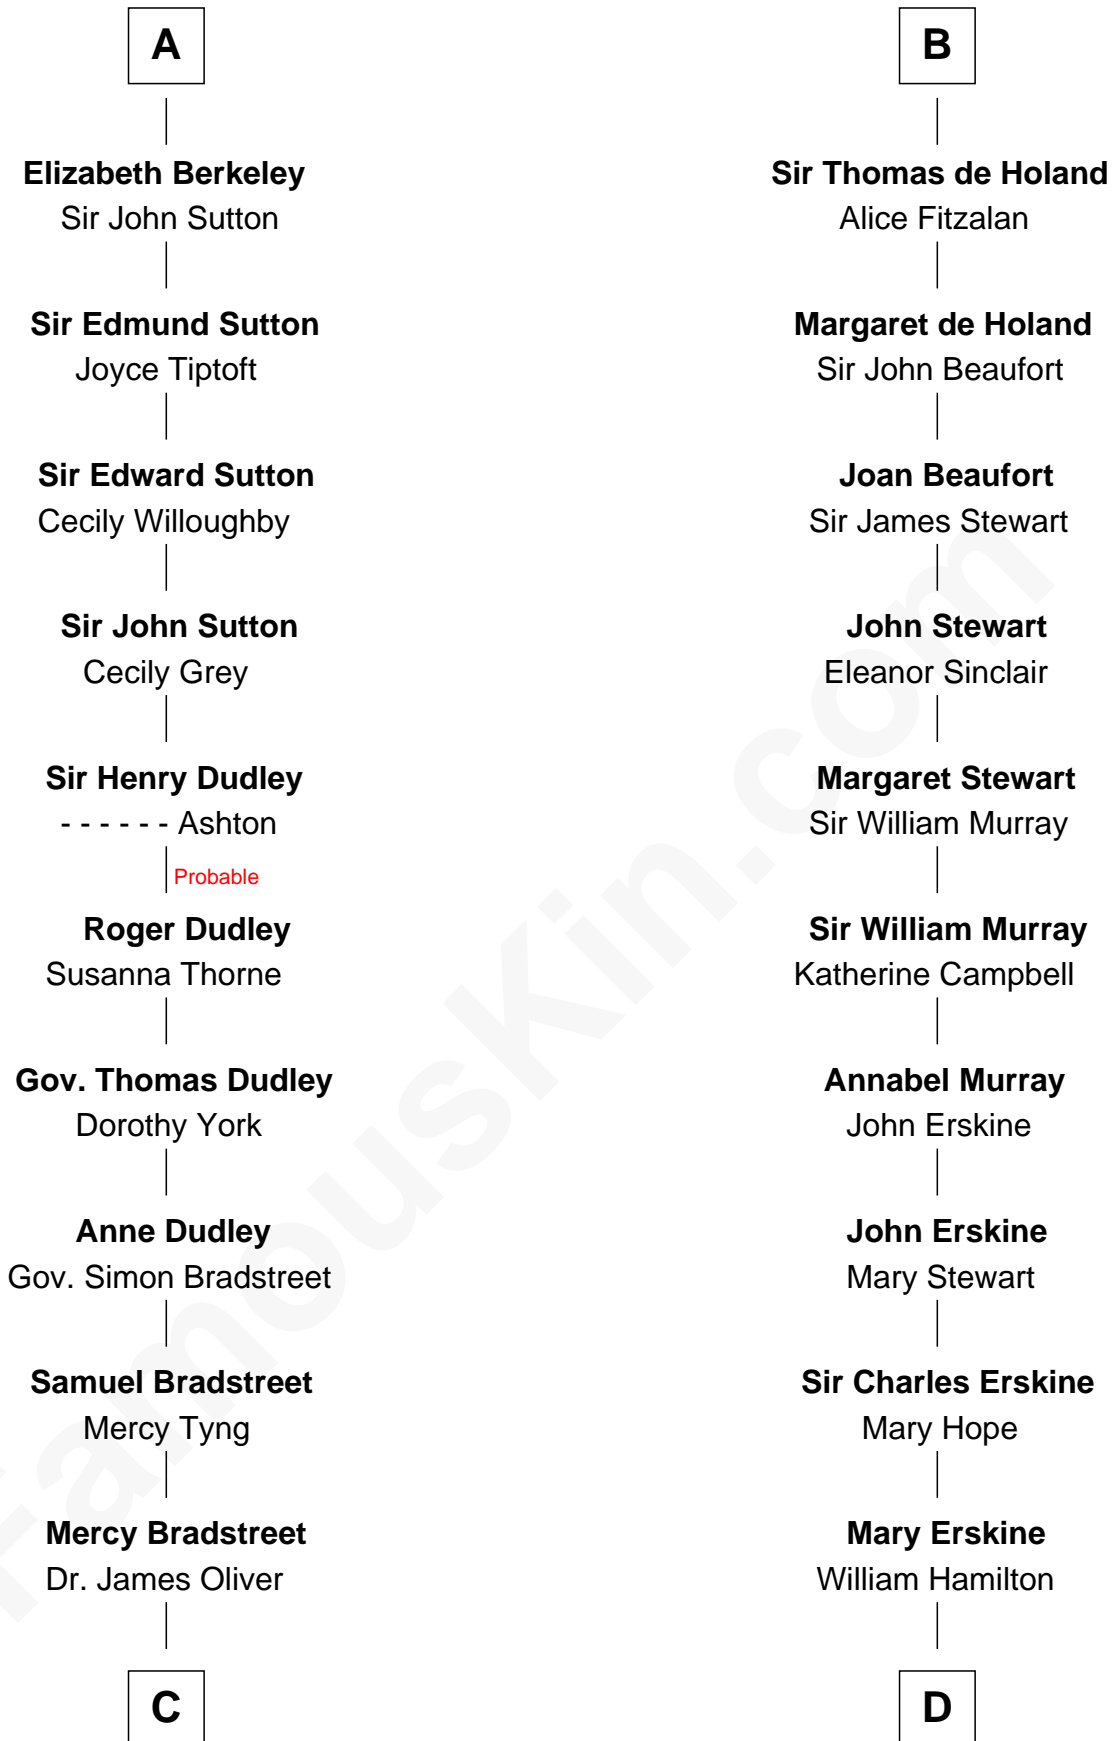 A
Elizabeth Berkeley
Sir John Sutton
Sir Edmund Sutton
Joyce Tiptoft
Sir Edward Sutton
Cecily Willoughby
Sir John Sutton
Cecily Grey
Sir Henry Dudley
- - - - - - Ashton
Probable
Roger Dudley
Susanna Thorne
Gov. Thomas Dudley
Dorothy York
Anne Dudley
Gov. Simon Bradstreet
Samuel Bradstreet
Mercy Tyng
Mercy Bradstreet
Dr. James Oliver
C
B
Sir Thomas de Holand
Alice Fitzalan
Margaret de Holand
Sir John Beaufort
Joan Beaufort
Sir James Stewart
John Stewart
Eleanor Sinclair
Margaret Stewart
Sir William Murray
Sir William Murray
Katherine Campbell
Annabel Murray
John Erskine
John Erskine
Mary Stewart
Sir Charles Erskine
Mary Hope
Mary Erskine
William Hamilton
D
FamousKin.com